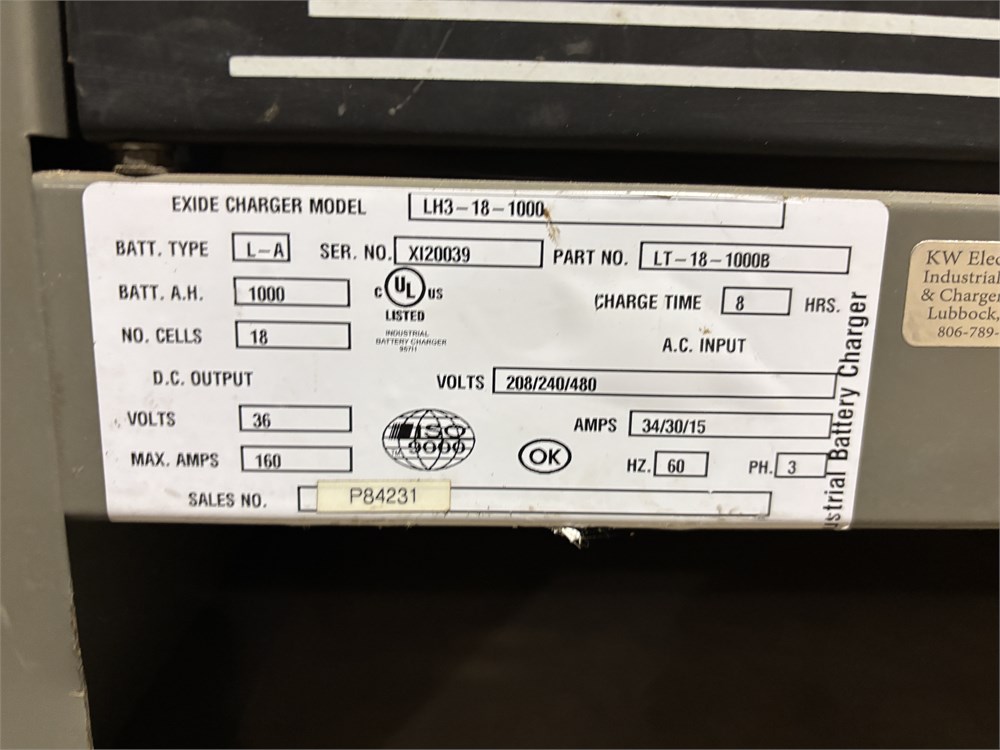 EXIDE CHARGER MODEL LH3-18-1000
BATT. TYPE L-A SER. NO. XI20039 PART NO. LT-18-1000B
BATT. A.H. 1000 C UL US CHARGE TIME 8 HRS.
LISTED
NO. CELLS 18 INDUSTRIAL
BATTERY CHARGER
A.C. INPUT
D.C. OUTPUT VOLTS 208/240/480
VOLTS 36 ISO 9000 AMPS 34/30/15
MAX. AMPS 160 OK HZ. 60 PH. 3
SALES NO. P84231
ustrial Battery Charger
KW Elec
Industrial
& Charger
Lubbock,
806-789-